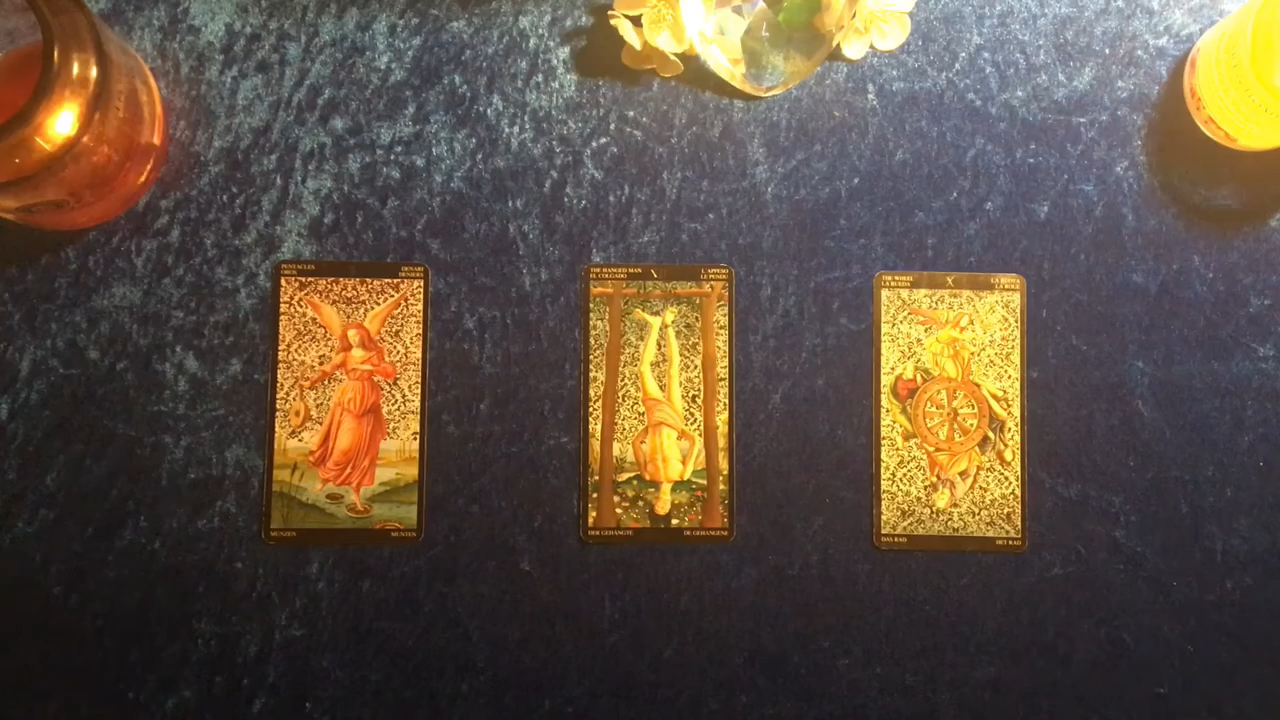 PENTACLES
OROS
DENARI
DENIERS
MUNZEN
MUNTEN
THE HANGED MAN
EL COLGADO
L'APPESO
LE PENDU
DER GEHANGTE
DE GEHANGENE
THE WHEEL
LA RUEDA
X
LA RUOTA
LA ROUE
DAS RAD
HET RAD